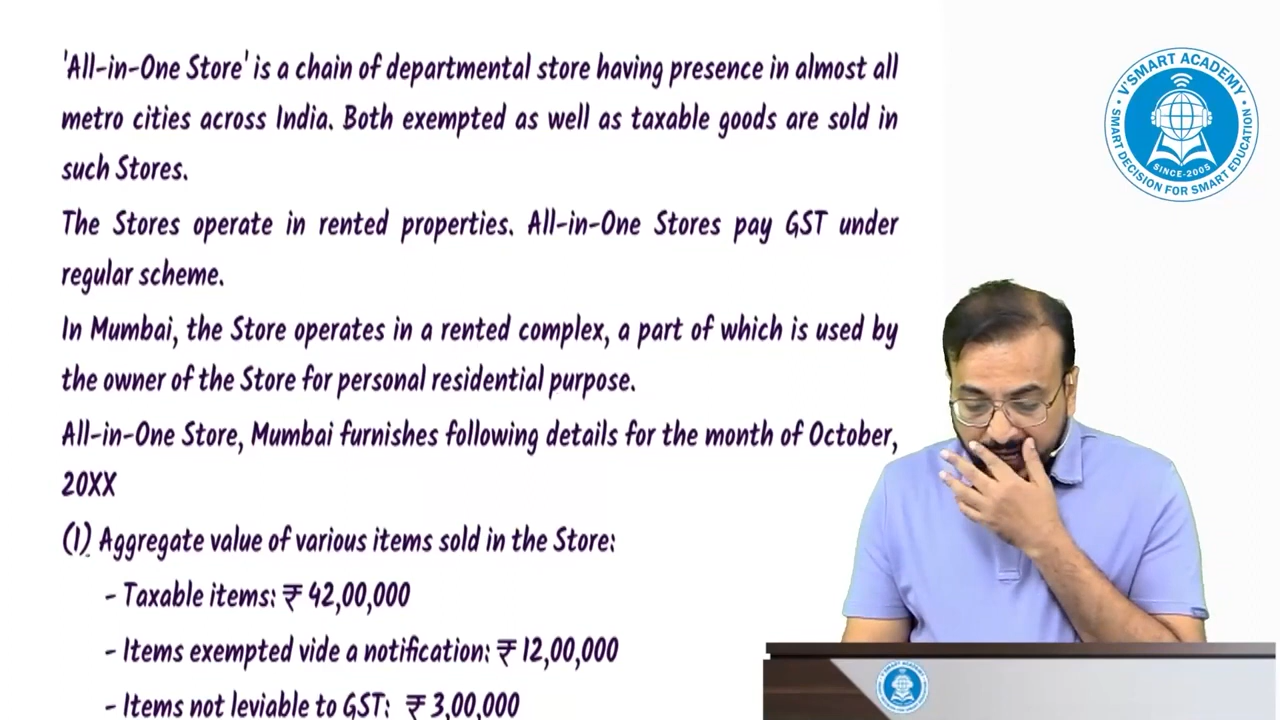 'All-in-One Store' is a chain of departmental store having presence in almost all
metro cities across India. Both exempted as well as taxable goods are sold in
such Stores.
The Stores operate in rented properties. All-in-One Stores pay GST under
regular scheme.
In Mumbai, the Store operates in a rented complex, a part of which is used by
the owner of the Store for personal residential purpose.
All-in-One Store, Mumbai furnishes following details for the month of October,
20XX
(1) Aggregate value of various items sold in the Store:
- Taxable items: ₹ 42,00,000
- Items exempted vide a notification: ₹ 12,00,000
- Items not leviable to GST: ₹ 3,00,000
V'SMART ACADEMY
SINCE-2005
SMART DECISION FOR SMART EDUCATION